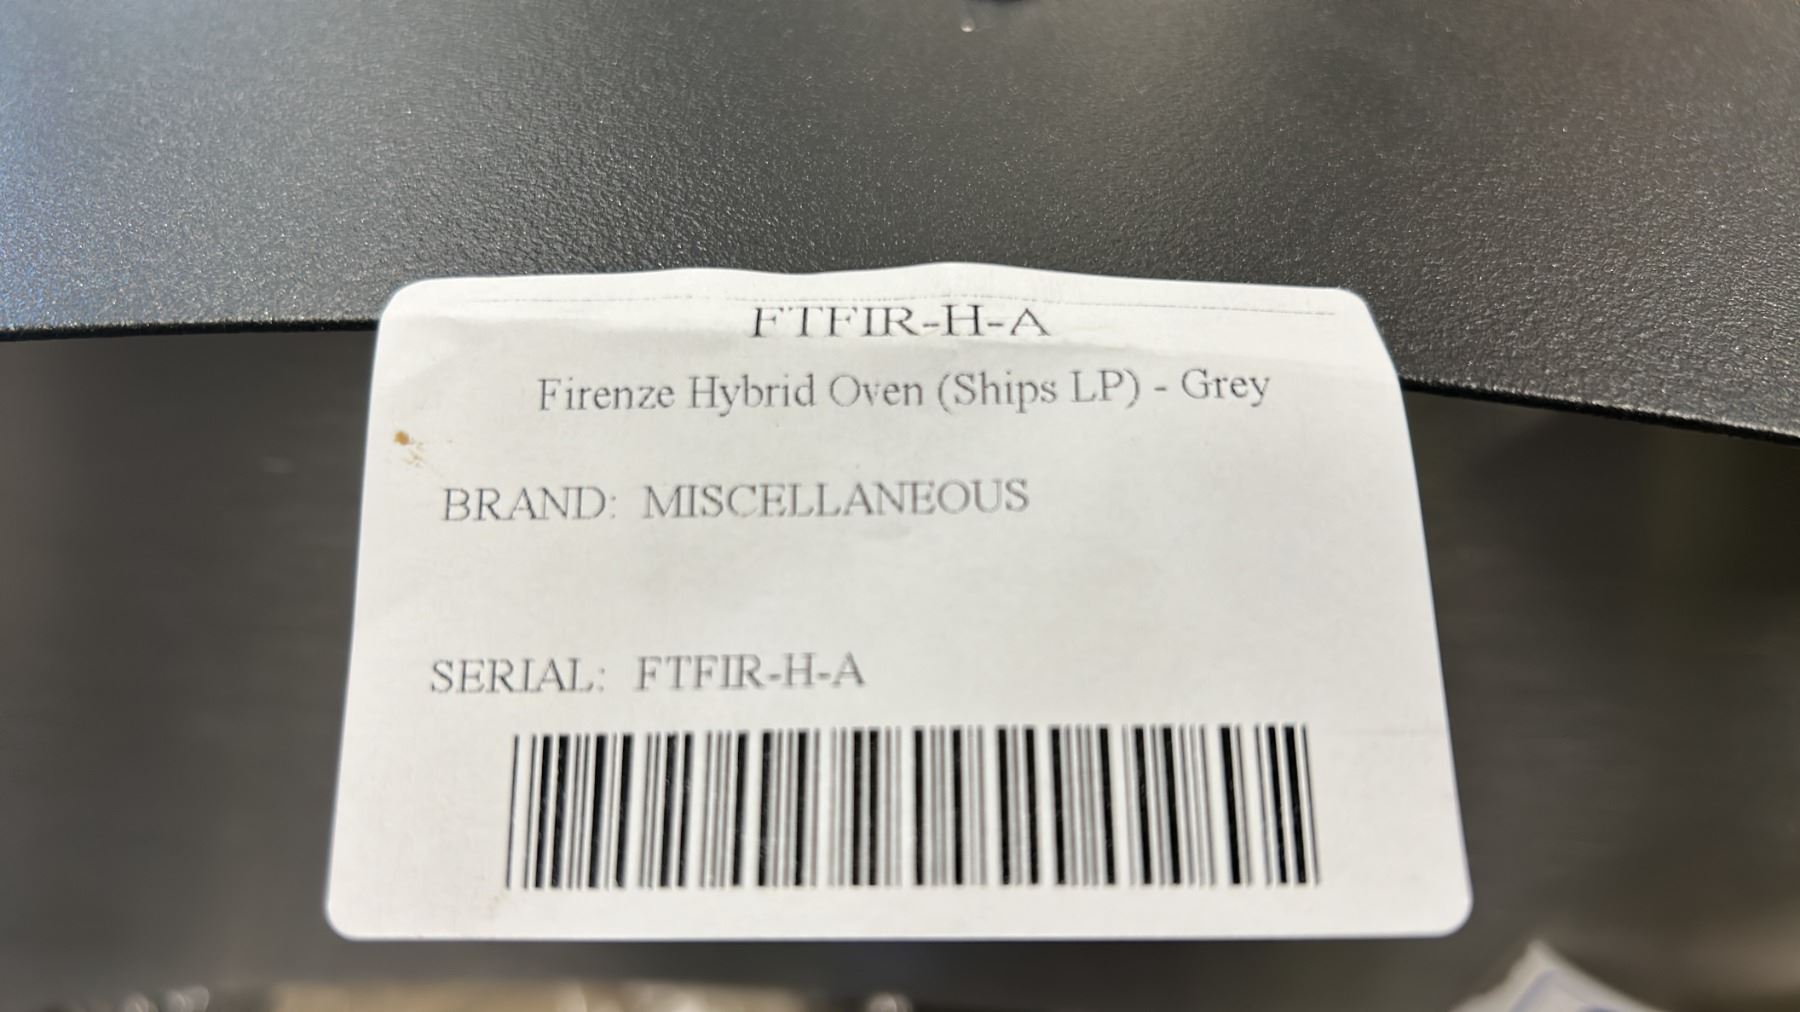 FTFIR-H-A
Firenze Hybrid Oven (Ships LP) - Grey
BRAND: MISCELLANEOUS
SERIAL: FTFIR-H-A